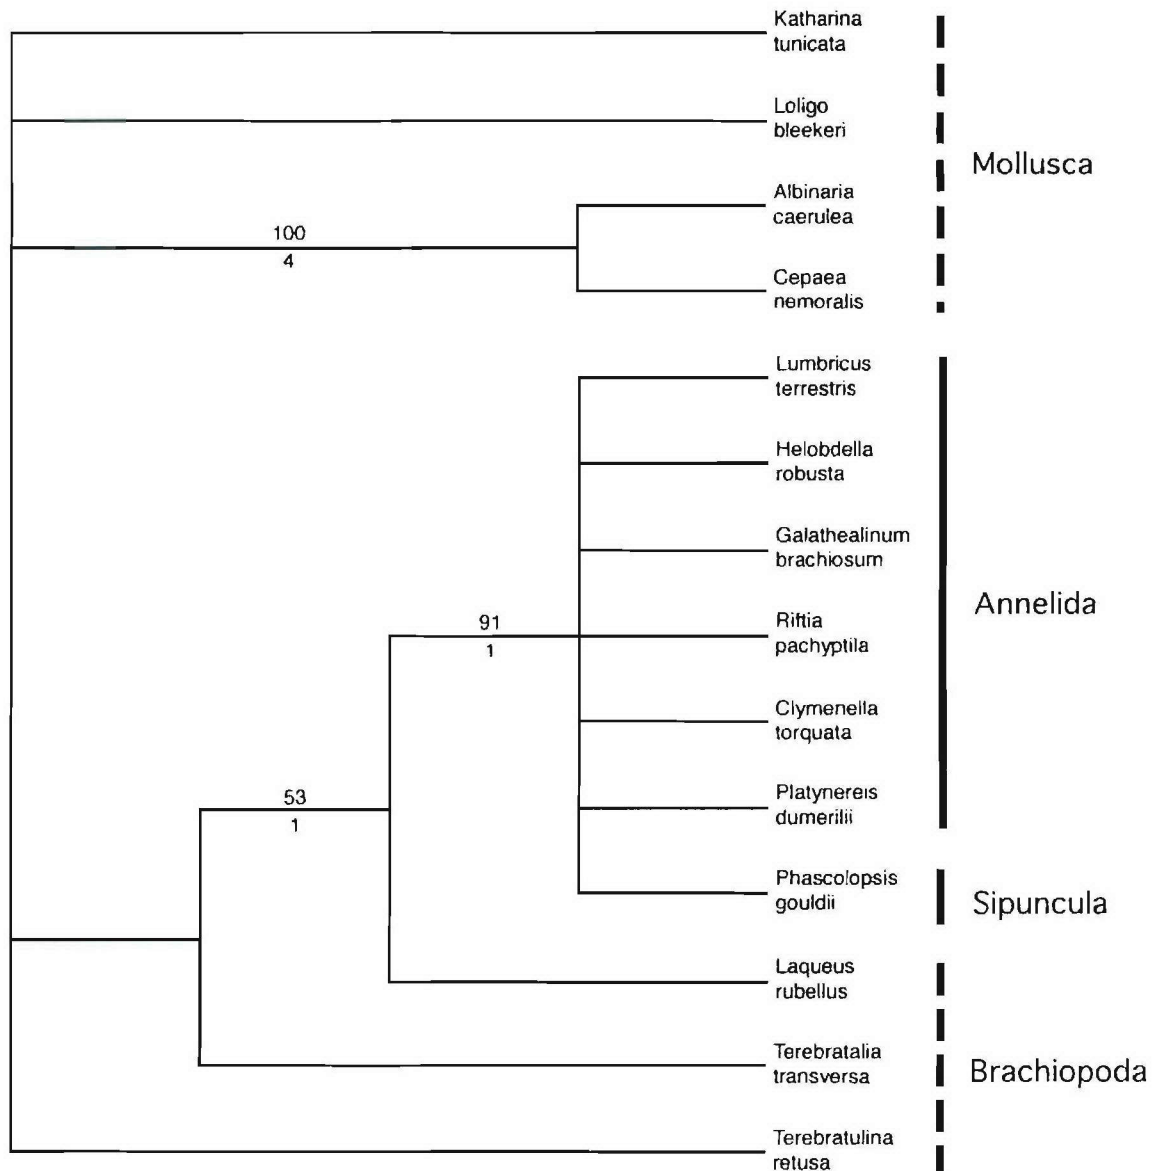 Katharina
tunicata
Loligo
bleekeri
Mollusca
Albinaria
caerulea
100
4
Cepaea
nemoralis
Lumbricus
terrestris
Helobdella
robusta
Galathealinum
brachiosum
Annelida
91
1
Riftia
pachyptila
Clymenella
torquata
53
1
Platynereis
dumerilii
Phascolopsis
gouldii
Sipuncula
Laqueus
rubellus
Terebratalia
transversa
Brachiopoda
Terebratulina
retusa